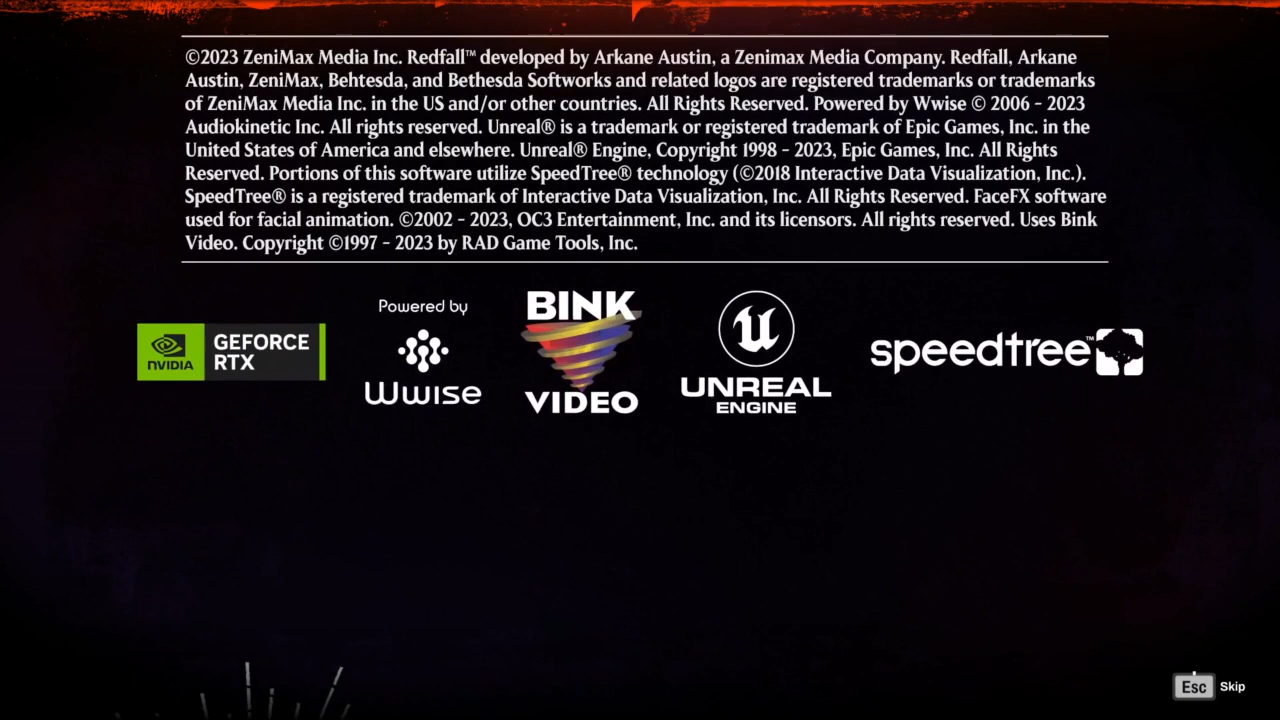 ©2023 ZeniMax Media Inc. Redfall™ developed by Arkane Austin, a Zenimax Media Company. Redfall, Arkane
Austin, ZeniMax, Behtesda, and Bethesda Softworks and related logos are registered trademarks or trademarks
of ZeniMax Media Inc. in the US and/or other countries. All Rights Reserved. Powered by Wwise © 2006 - 2023
Audiokinetic Inc. All rights reserved. Unreal® is a trademark or registered trademark of Epic Games, Inc. in the
United States of America and elsewhere. Unreal® Engine, Copyright 1998 - 2023, Epic Games, Inc. All Rights
Reserved. Portions of this software utilize SpeedTree® technology (©2018 Interactive Data Visualization, Inc.).
SpeedTree® is a registered trademark of Interactive Data Visualization, Inc. All Rights Reserved. FaceFX software
used for facial animation. ©2002 - 2023, OC3 Entertainment, Inc. and its licensors. All rights reserved. Uses Bink
Video. Copyright ©1997 - 2023 by RAD Game Tools, Inc.
NVIDIA
GEFORCE
RTX
Powered by
Wwise
BINK
VIDEO
UNREAL
ENGINE
speedtree™
Esc Skip